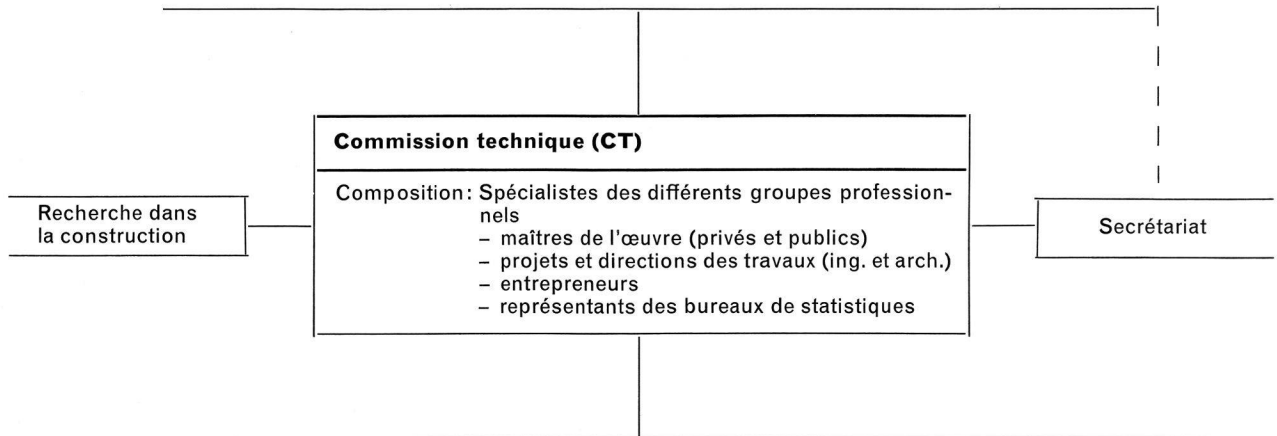 Commission technique (CT)
Composition: Spécialistes des différents groupes profession-
nels
– maîtres de l'œuvre (privés et publics)
– projets et directions des travaux (ing. et arch.)
– entrepreneurs
– représentants des bureaux de statistiques
Recherche dans
la construction
Secrétariat